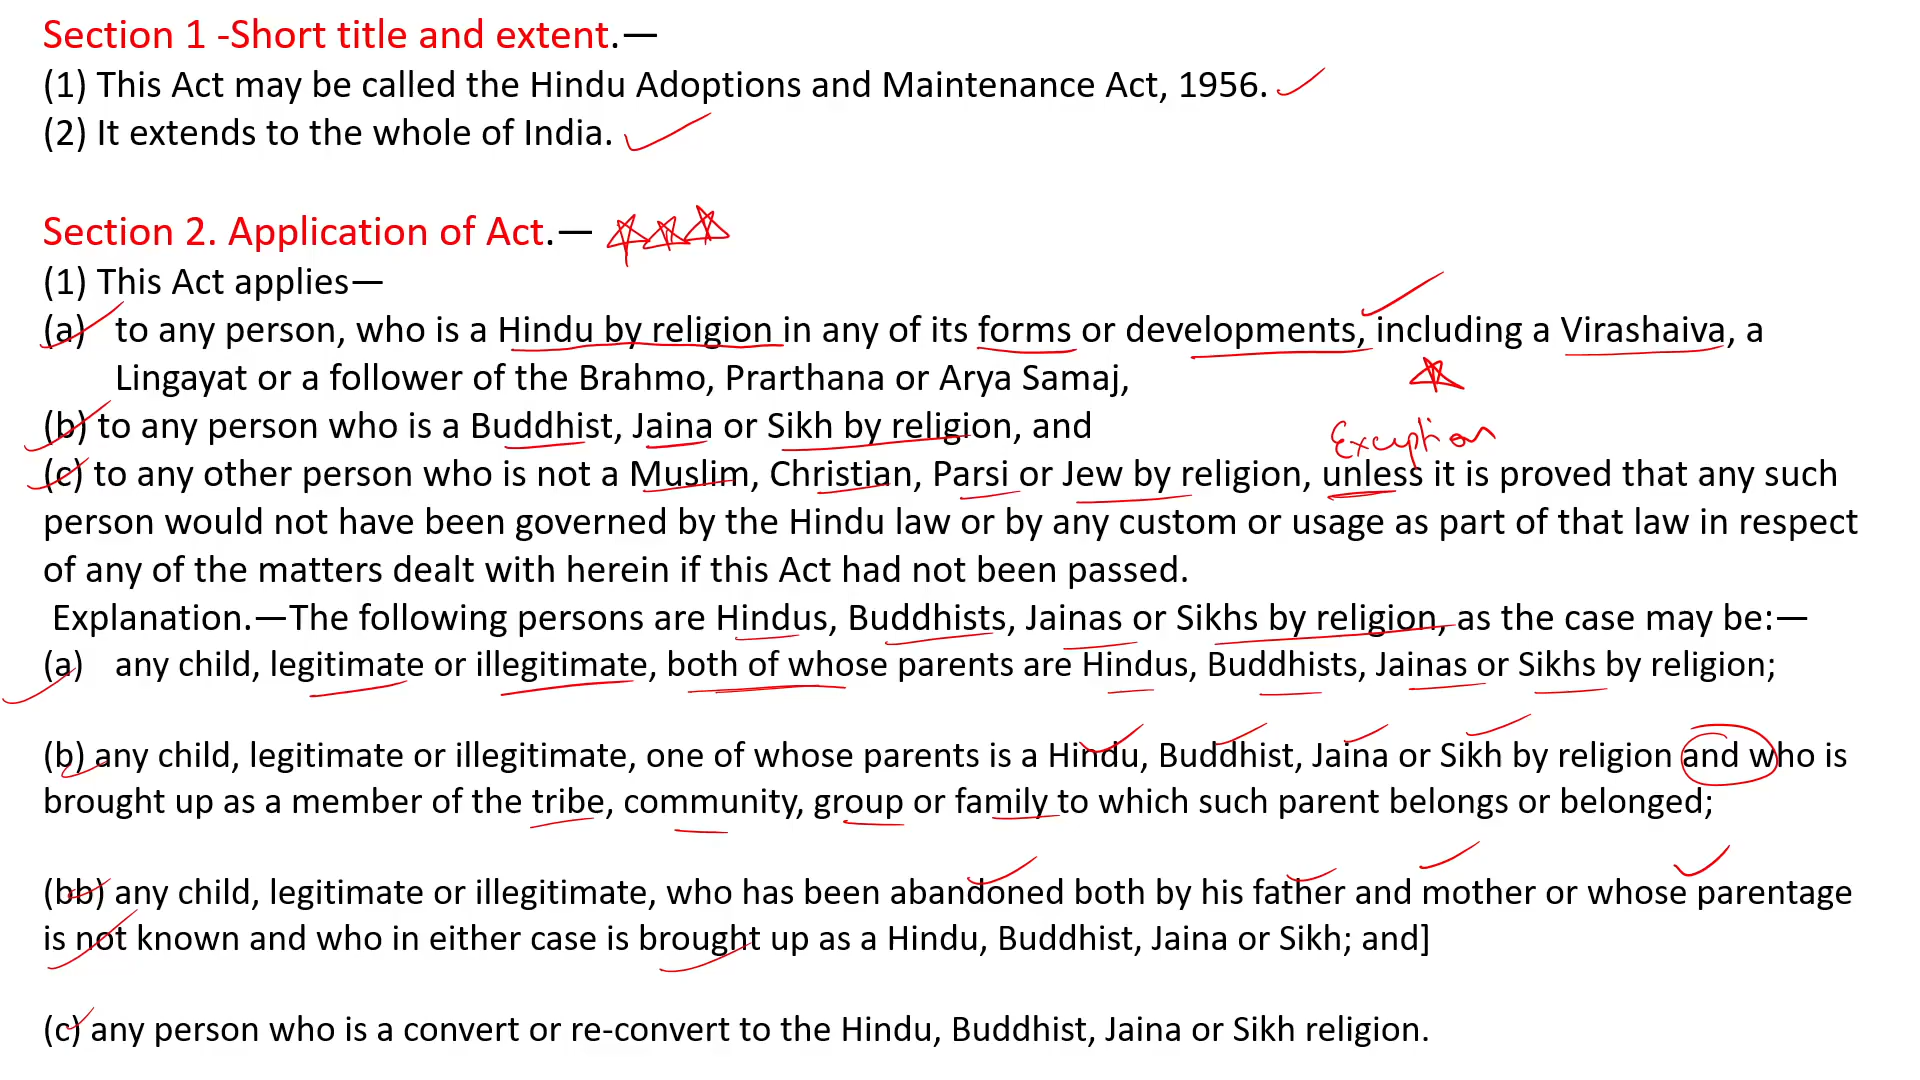 Section 1 -Short title and extent.—
(1) This Act may be called the Hindu Adoptions and Maintenance Act, 1956.
(2) It extends to the whole of India.
Section 2. Application of Act.—
(1) This Act applies—
(a) to any person, who is a Hindu by religion in any of its forms or developments, including a Virashaiva, a
Lingayat or a follower of the Brahmo, Prarthana or Arya Samaj,
(b) to any person who is a Buddhist, Jaina or Sikh by religion, and
Exception
(c) to any other person who is not a Muslim, Christian, Parsi or Jew by religion, unless it is proved that any such
person would not have been governed by the Hindu law or by any custom or usage as part of that law in respect
of any of the matters dealt with herein if this Act had not been passed.
Explanation.—The following persons are Hindus, Buddhists, Jainas or Sikhs by religion, as the case may be:—
(a) any child, legitimate or illegitimate, both of whose parents are Hindus, Buddhists, Jainas or Sikhs by religion;
(b) any child, legitimate or illegitimate, one of whose parents is a Hindu, Buddhist, Jaina or Sikh by religion and who is
brought up as a member of the tribe, community, group or family to which such parent belongs or belonged;
(bb) any child, legitimate or illegitimate, who has been abandoned both by his father and mother or whose parentage
is not known and who in either case is brought up as a Hindu, Buddhist, Jaina or Sikh; and]
(c) any person who is a convert or re-convert to the Hindu, Buddhist, Jaina or Sikh religion.